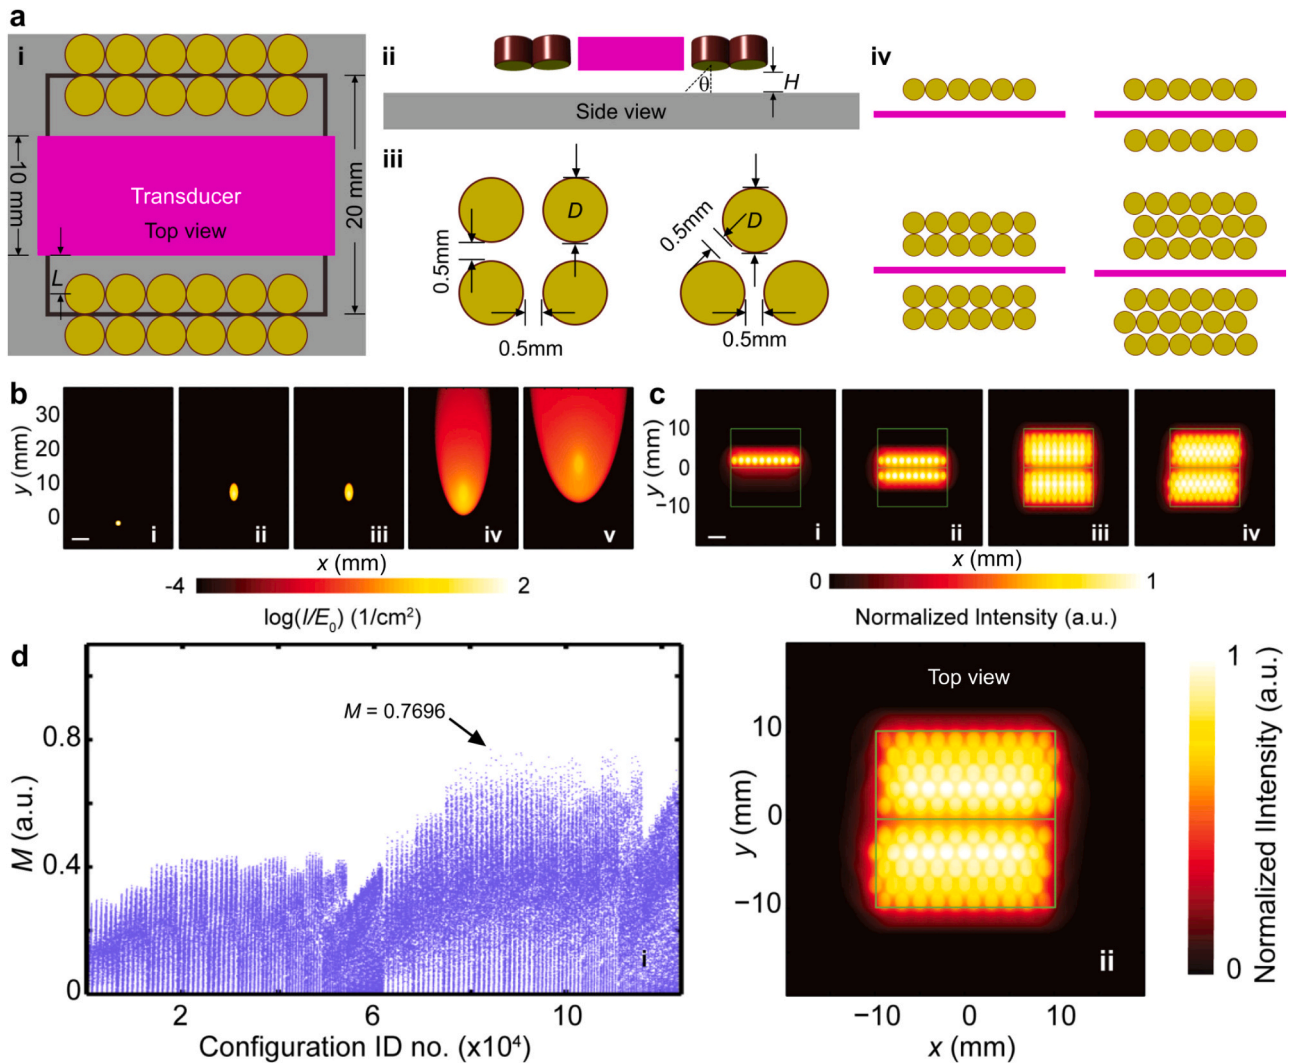 a
i
10 mm
Transducer
Top view
L
20 mm
ii
θ
H
Side view
iii
D
0.5mm
0.5mm
0.5mm
D
0.5mm
iv
b
y (mm)
30
20
10
0
i
ii
iii
iv
v
x (mm)
-4
2
log(I/E0) (1/cm2)
c
y (mm)
10
0
−10
i
ii
iii
iv
x (mm)
0
1
Normalized Intensity (a.u.)
d
M (a.u.)
0.8
0.4
0
M = 0.7696
i
2
6
10
Configuration ID no. (x10⁴)
Top view
y (mm)
10
0
−10
ii
−10
0
10
x (mm)
1
0
Normalized IIntensity (a.u.)